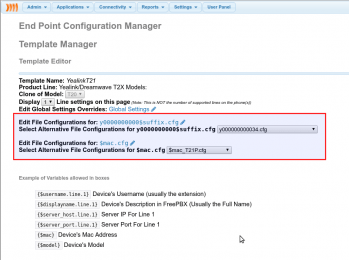 Admin
Applications
Connectivity
Reports
Settings
User Panel
End Point Configuration Manager
Template Manager
Template Editor
Template Name: YealinkT21
Product Line: Yealink/Dreamwave T2X Models:
Clone of Model: T20
Display 1 Line settings on this page (Note: This is NOT the number of supported lines on the phone(s))
Edit Global Settings Overrides: Global Settings
Edit File Configurations for: y0000000000$suffix.cfg
Select Alternative File Configurations for y0000000000$suffix.cfg y000000000034.cfg
Edit File Configurations for: $mac.cfg
Select Alternative File Configurations for $mac.cfg $mac_T21P.cfg
Example of Variables allowed in boxes
{$username.line.1} Device's Username (usually the extension)
{$displayname.line.1} Device's Description in FreePBX (Usually the Full Name)
{$server_host.line.1} Server IP For Line 1
{$server_port.line.1} Server Port For Line 1
{$mac} Device's Mac Address
{$model} Device's Model